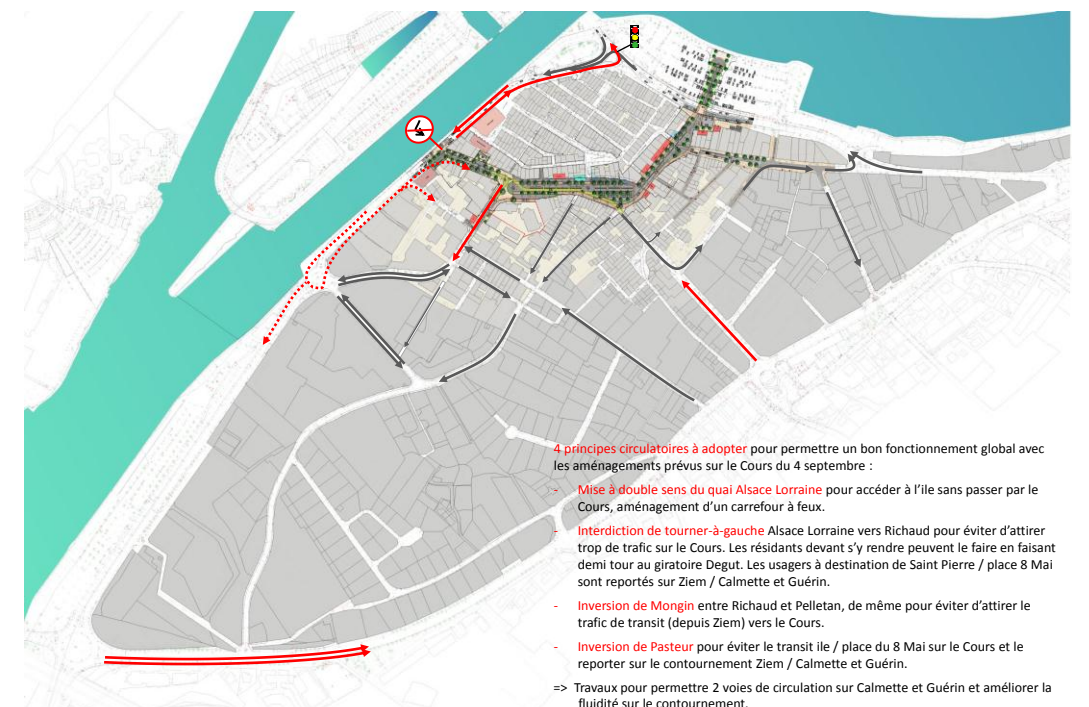 4 principes circulatoires à adopter pour permettre un bon fonctionnement global avec
les aménagements prévus sur le Cours du 4 septembre :
- Mise à double sens du quai Alsace Lorraine pour accéder à l'ile sans passer par le
Cours, aménagement d'un carrefour à feux.
- Interdiction de tourner-à-gauche Alsace Lorraine vers Richaud pour éviter d'attirer
trop de trafic sur le Cours. Les résidants devant s'y rendre peuvent le faire en faisant
demi tour au giratoire Degut. Les usagers à destination de Saint Pierre / place 8 Mai
sont reportés sur Ziem / Calmette et Guérin.
- Inversion de Mongin entre Richaud et Pelletan, de même pour éviter d'attirer le
trafic de transit (depuis Ziem) vers le Cours.
- Inversion de Pasteur pour éviter le transit ile / place du 8 Mai sur le Cours et le
reporter sur le contournement Ziem / Calmette et Guérin.
=> Travaux pour permettre 2 voies de circulation sur Calmette et Guérin et améliorer la
fluidité sur le contournement.